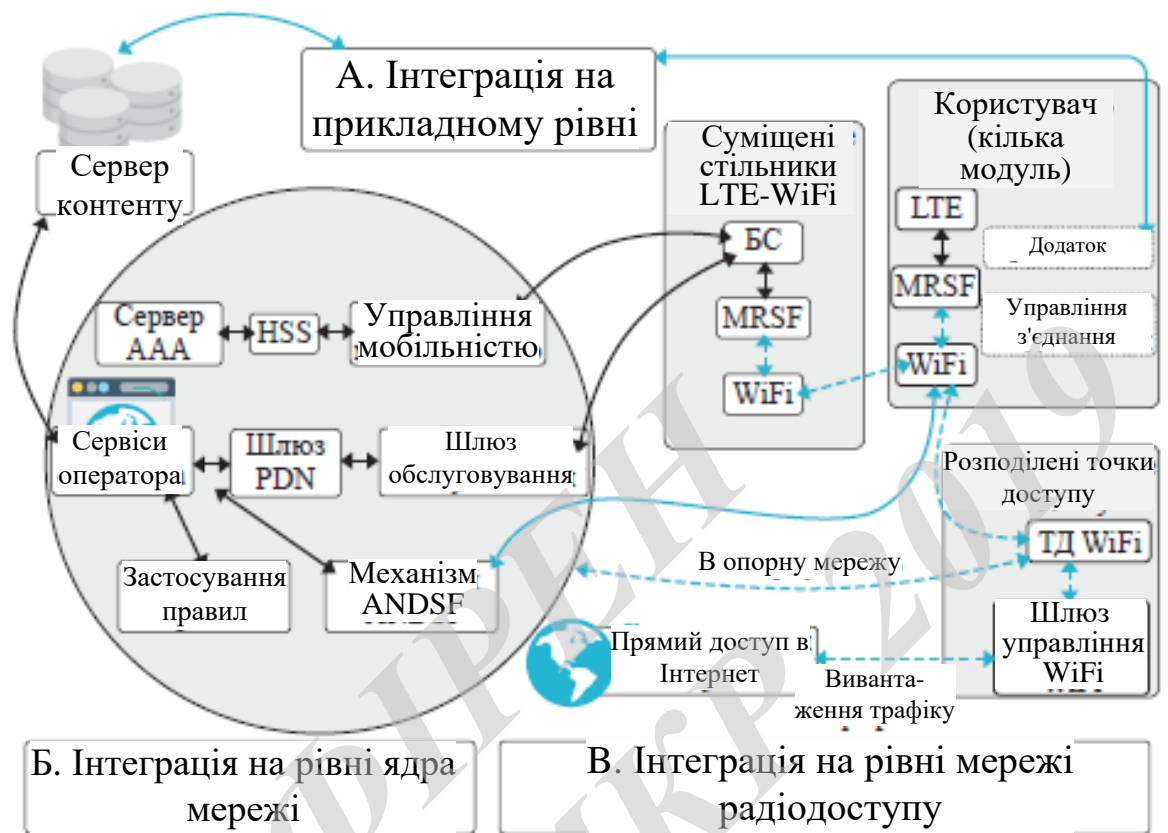 А. Інтеграція на
прикладному рівні
Сервер
контенту
Суміщені
стільники
LTE-WiFi
БС
MRSF
WiFi
Користувач
(кілька
модуль)
LTE
MRSF
WiFi
Додаток
Управління
з'єднання
Сервер
ААА
HSS
Управління
мобільністю
Сервіси
оператора
Шлюз
PDN
Шлюз
обслуговування
Застосування
правил
Механізм
ANDSF
Розподілені точки
доступу
ТД WiFi
В опорну мережу
Шлюз
управління
WiFi
Прямий доступ в
Інтернет
Виванта-
ження трафіку
Б. Інтеграція на рівні ядра
мережі
В. Інтеграція на рівні мережі
радіодоступу